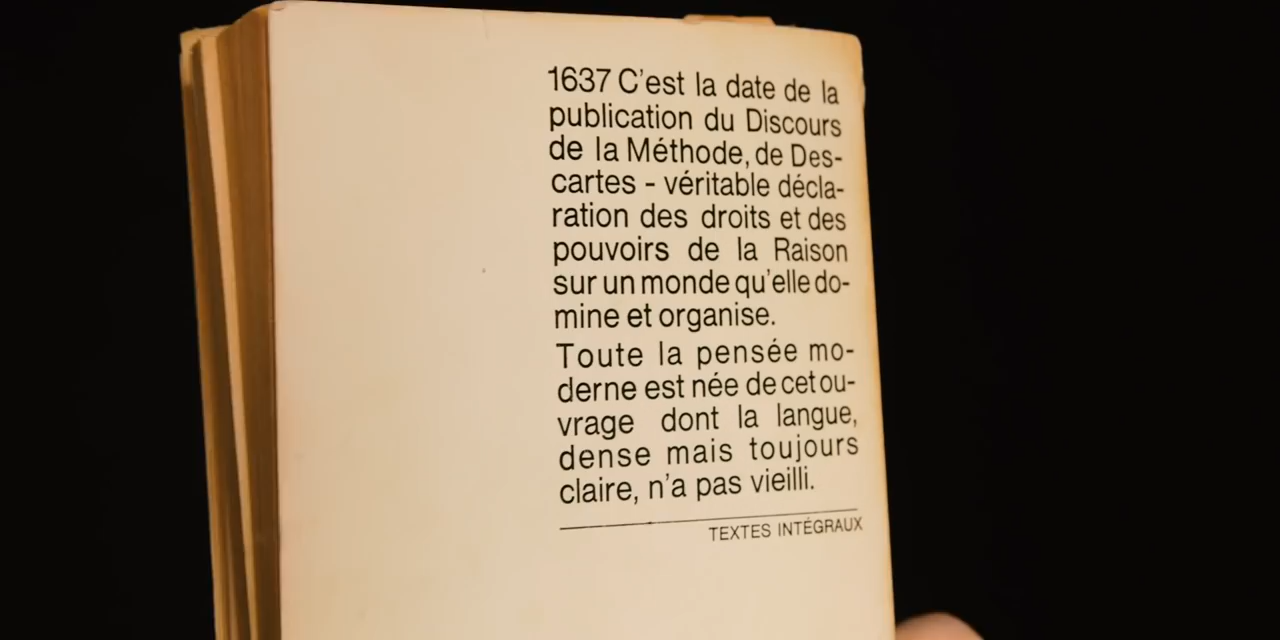 1637 C'est la date de la
publication du Discours
de la Méthode, de Des-
cartes - véritable décla-
ration des droits et des
pouvoirs de la Raison
sur un monde qu'elle do-
mine et organise.
Toute la pensée mo-
derne est née de cet ou-
vrage dont la langue,
dense mais toujours
claire, n'a pas vieilli.
TEXTES INTÉGRAUX